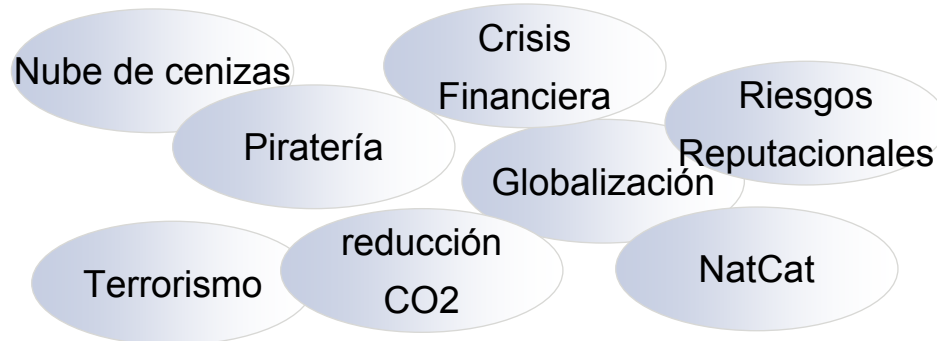 Nube de cenizas
Crisis
Financiera
Riesgos
Reputacionales
Piratería
Globalización
Terrorismo
reducción
CO2
NatCat